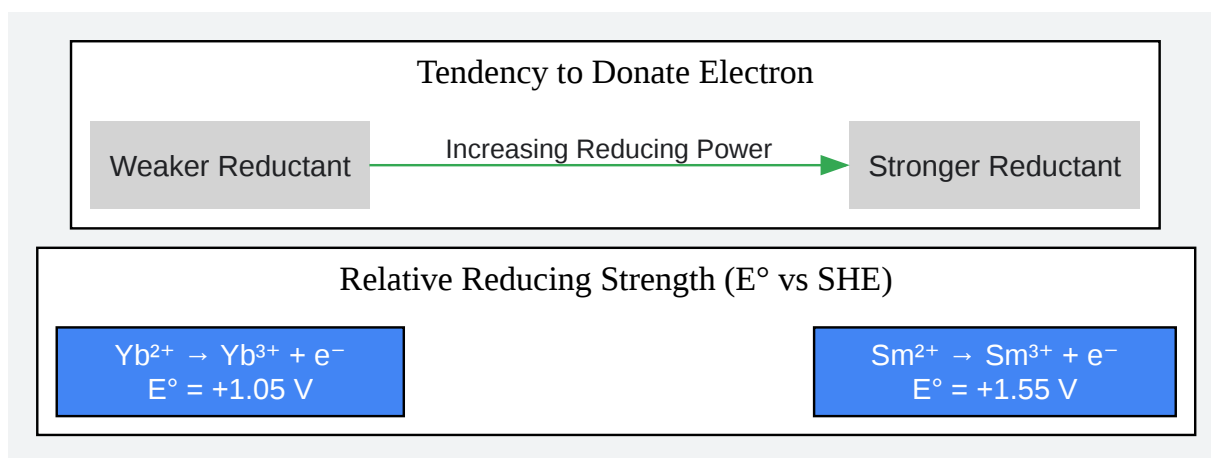 Tendency to Donate Electron
Weaker Reductant
Increasing Reducing Power
Stronger Reductant
Relative Reducing Strength (E° vs SHE)
Yb²⁺ → Yb³⁺ + e⁻
E° = +1.05 V
Sm²⁺ → Sm³⁺ + e⁻
E° = +1.55 V